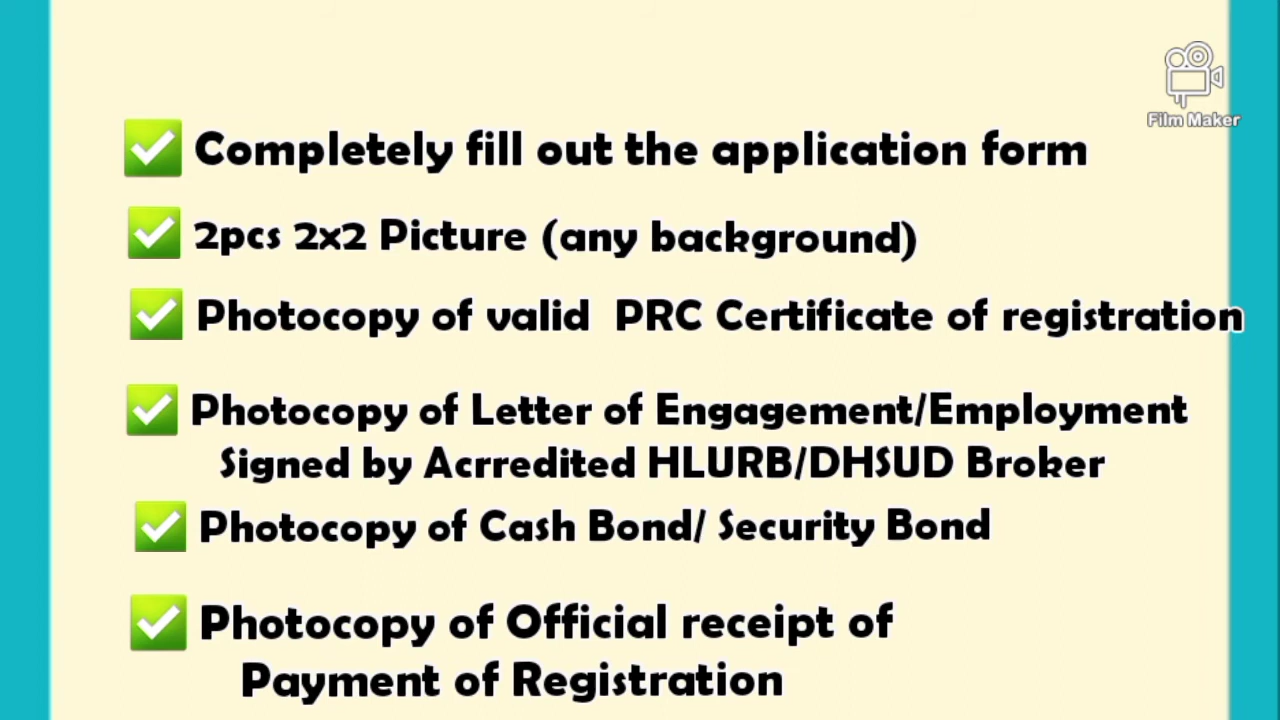 Film Maker
✅ Completely fill out the application form
✅ 2pcs 2x2 Picture (any background)
✅ Photocopy of valid  PRC Certificate of registration
✅ Photocopy of Letter of Engagement/Employment
Signed by Acrredited HLURB/DHSUD Broker
✅ Photocopy of Cash Bond/ Security Bond
✅ Photocopy of Official receipt of
Payment of Registration